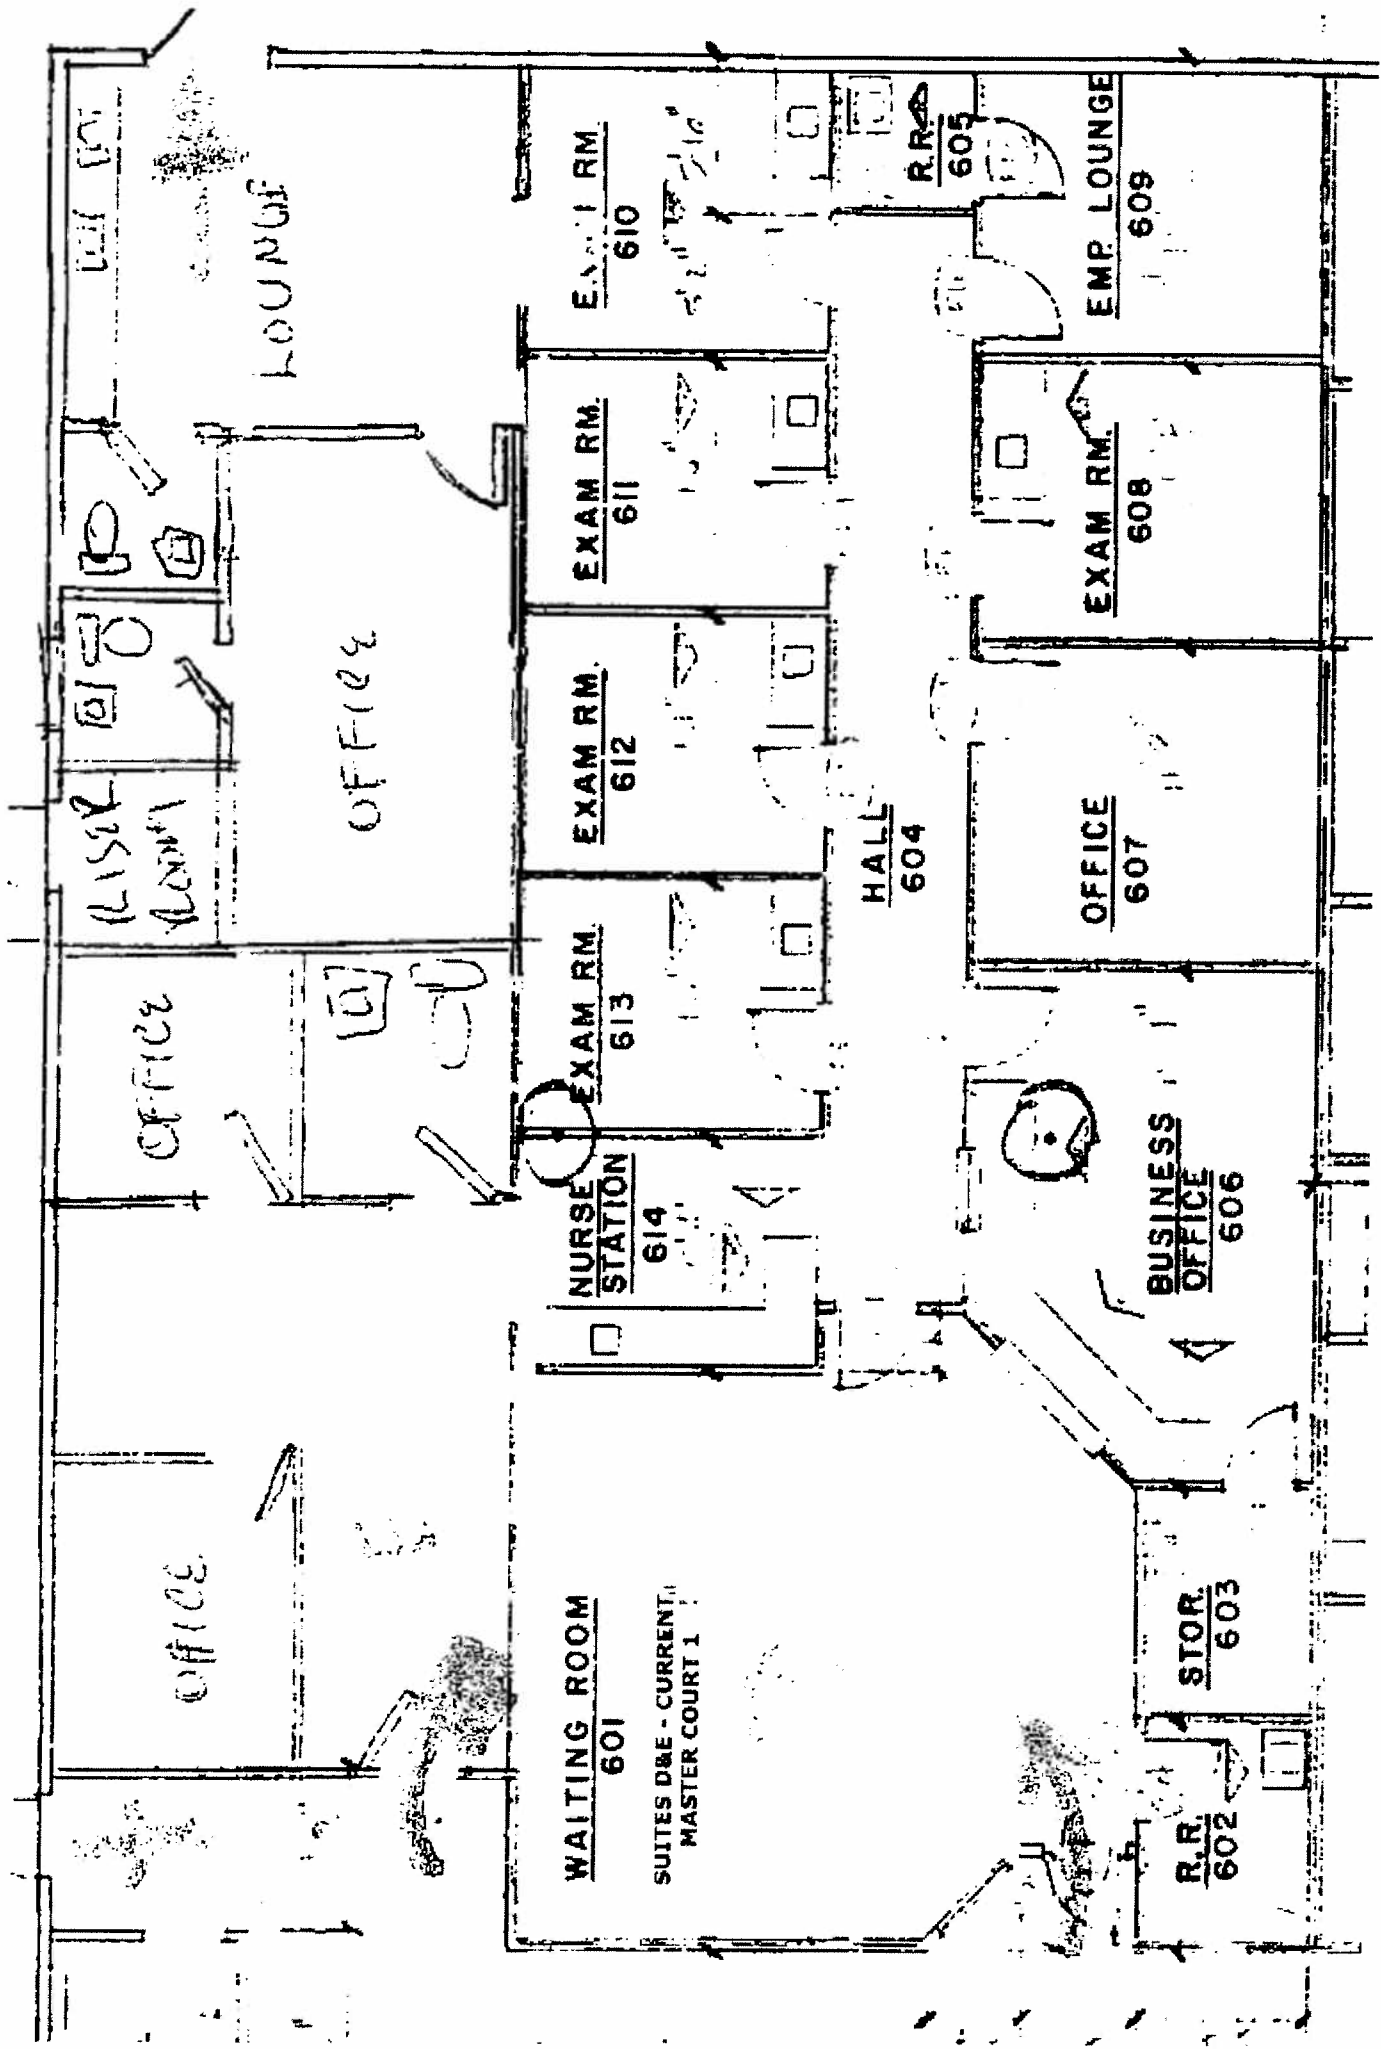 LOUNGE
OFFICE
RISER
ROOM
OFFICE
OFFICE
RM.
610
EXAM RM.
611
EXAM RM.
612
EXAM RM.
613
NURSE
STATION
614
WAITING ROOM
601
SUITES D&E - CURRENT
MASTER COURT 1
R.R.
605
HALL
604
EMP. LOUNGE
609
EXAM RM.
608
OFFICE
607
BUSINESS
OFFICE
606
STOR.
603
R.R.
602